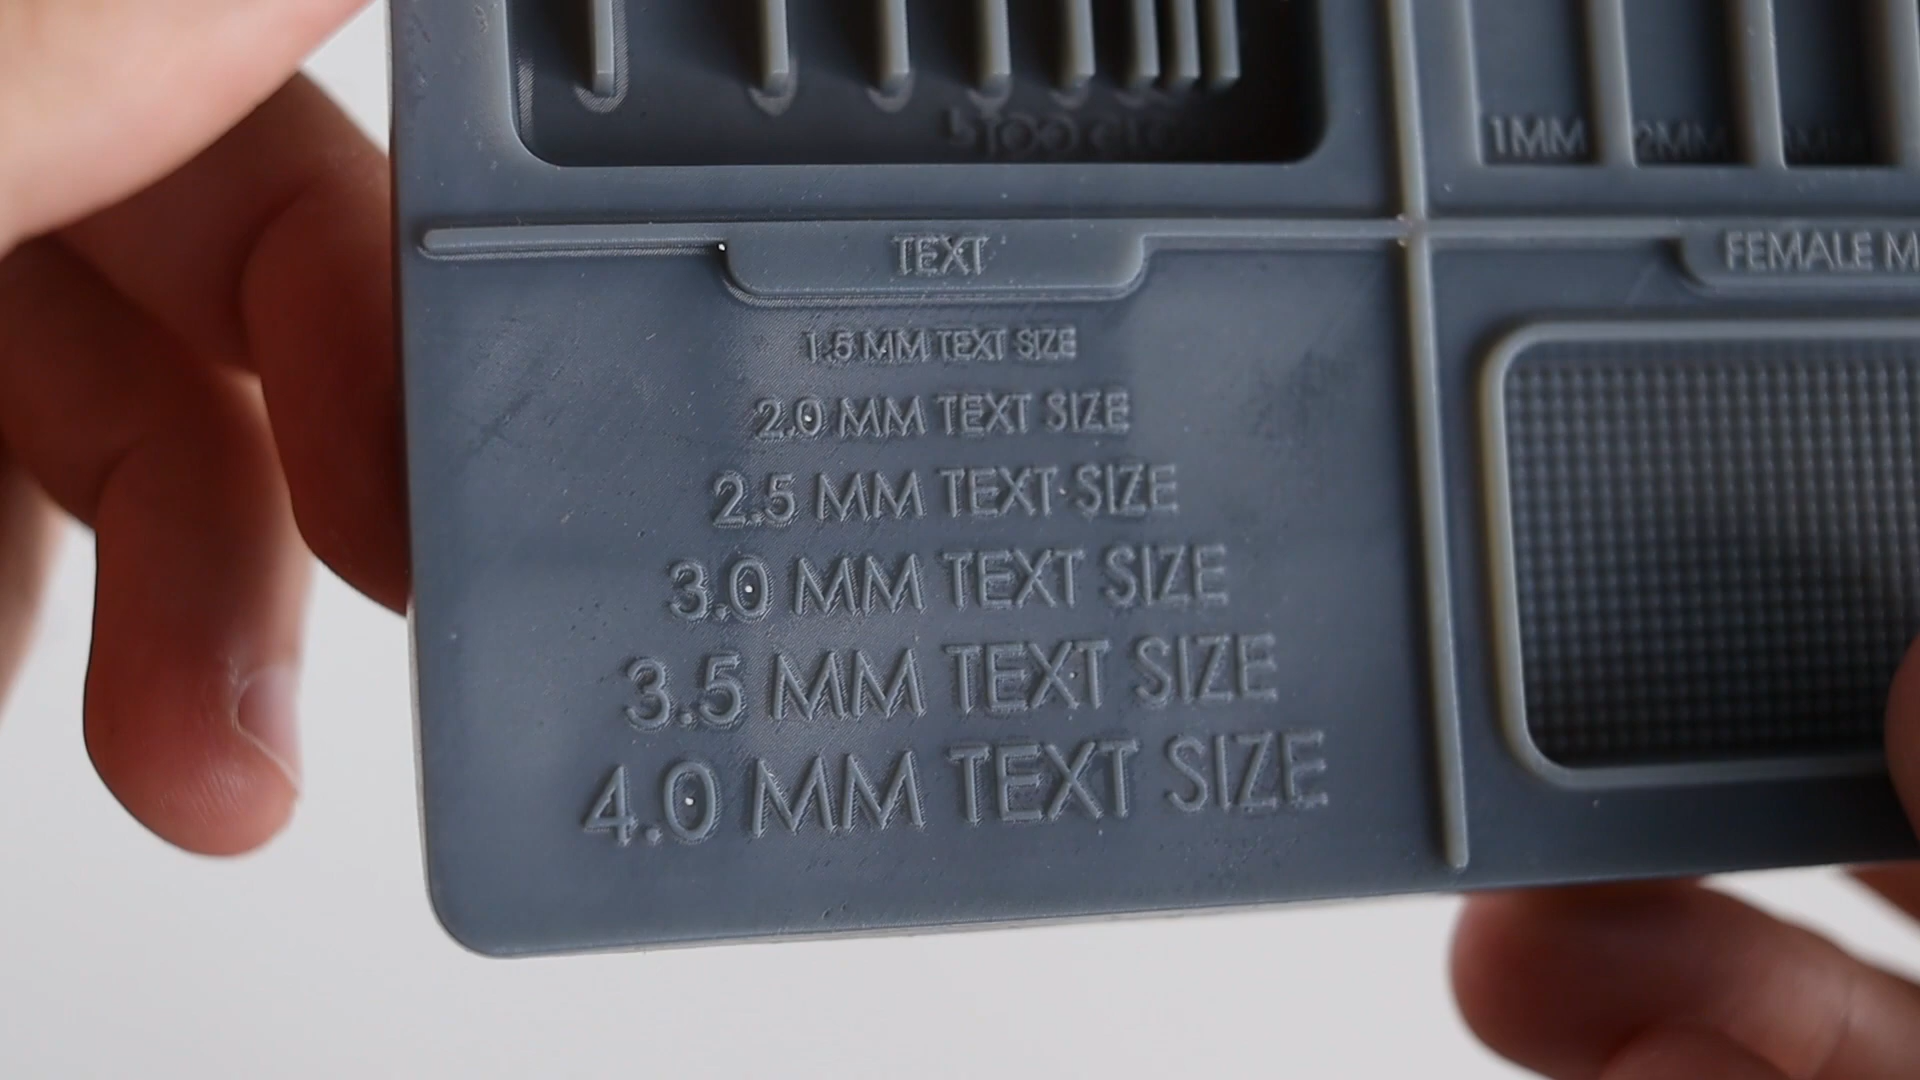 1MM 2MM
TEXT
FEMALE M
1.5 MM TEXT SIZE
2.0 MM TEXT SIZE
2.5 MM TEXT SIZE
3.0 MM TEXT SIZE
3.5 MM TEXT SIZE
4.0 MM TEXT SIZE